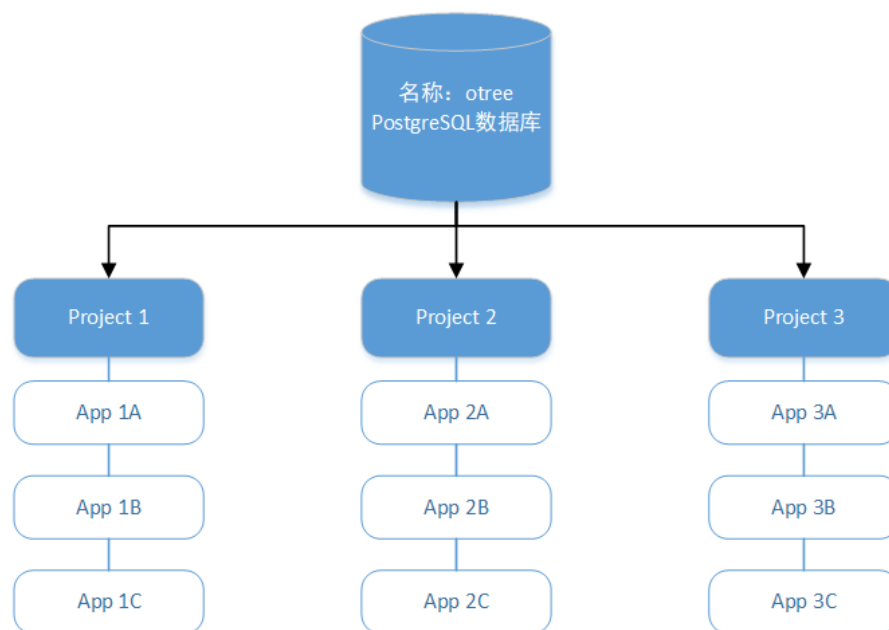 名称：otree
PostgreSQL数据库
Project 1
Project 2
Project 3
App 1A
App 2A
App 3A
App 1B
App 2B
App 3B
App 1C
App 2C
App 3C